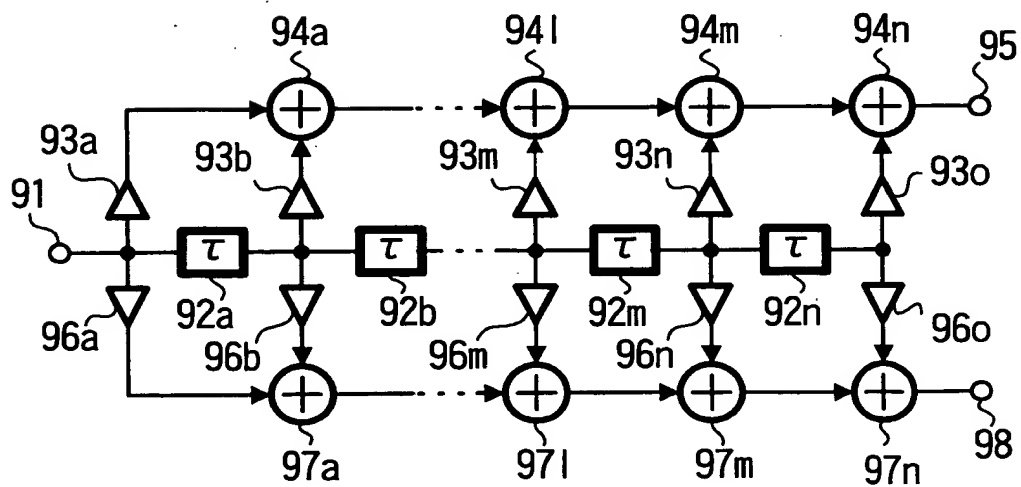 94a 94l 94m 94n 95
93a 93b 93m 93n 93o
91
τ τ τ τ
92a 92b 92m 92n
96a 96b 96m 96n 96o
98
97a 97l 97m 97n